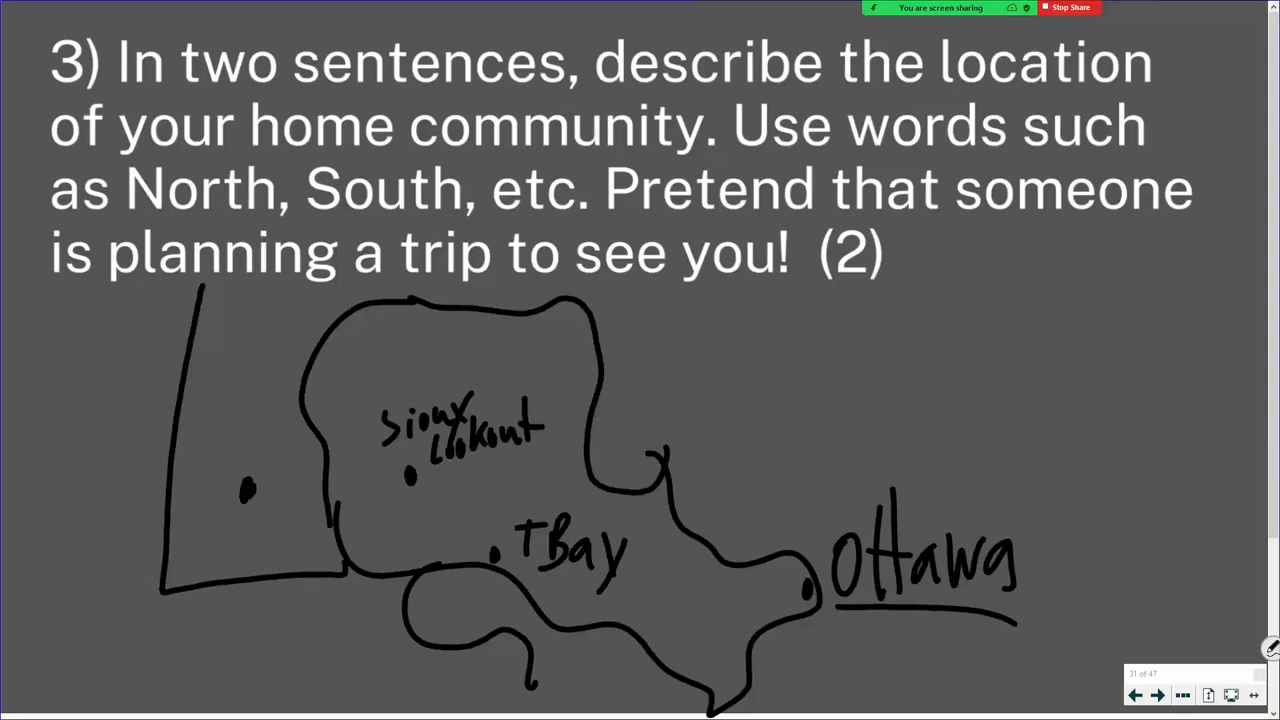 You are screen sharing
Stop Share
3) In two sentences, describe the location
of your home community. Use words such
as North, South, etc. Pretend that someone
is planning a trip to see you! (2)
Sioux
Lookout
TBay
Ottawa
31 of 47